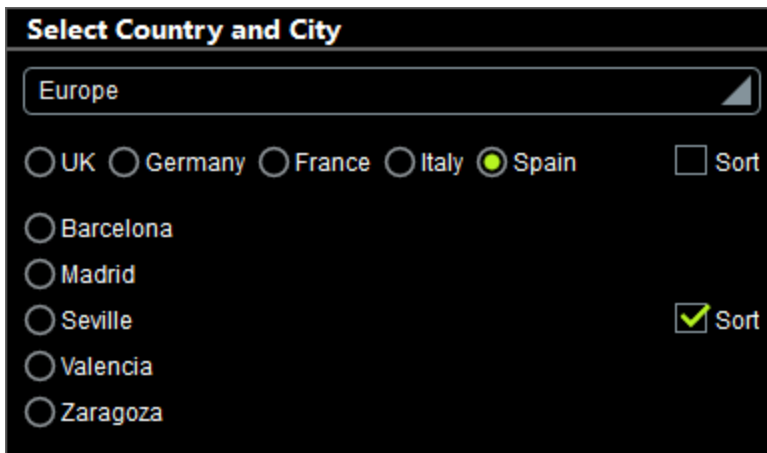 Select Country and City
Europe
UK Germany France Italy Spain Sort
Barcelona
Madrid
Seville Sort
Valencia
Zaragoza